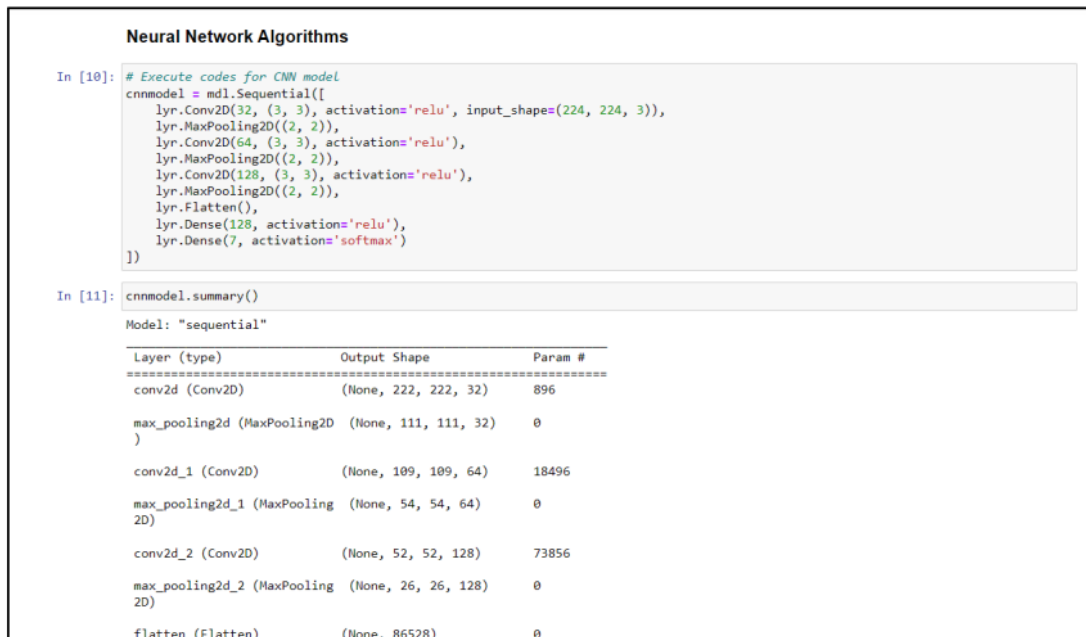 Neural Network Algorithms
In [10]: # Execute codes for CNN model
cnnmodel = mdl.Sequential([
    lyr.Conv2D(32, (3, 3), activation='relu', input_shape=(224, 224, 3)),
    lyr.MaxPooling2D((2, 2)),
    lyr.Conv2D(64, (3, 3), activation='relu'),
    lyr.MaxPooling2D((2, 2)),
    lyr.Conv2D(128, (3, 3), activation='relu'),
    lyr.MaxPooling2D((2, 2)),
    lyr.Flatten(),
    lyr.Dense(128, activation='relu'),
    lyr.Dense(7, activation='softmax')
])
In [11]: cnnmodel.summary()
Model: "sequential"
Layer (type) Output Shape Param #
conv2d (Conv2D) (None, 222, 222, 32) 896
max_pooling2d (MaxPooling2D (None, 111, 111, 32) 0
)
conv2d_1 (Conv2D) (None, 109, 109, 64) 18496
max_pooling2d_1 (MaxPooling (None, 54, 54, 64) 0
2D)
conv2d_2 (Conv2D) (None, 52, 52, 128) 73856
max_pooling2d_2 (MaxPooling (None, 26, 26, 128) 0
2D)
flatten (Flatten) (None, 86528) 0